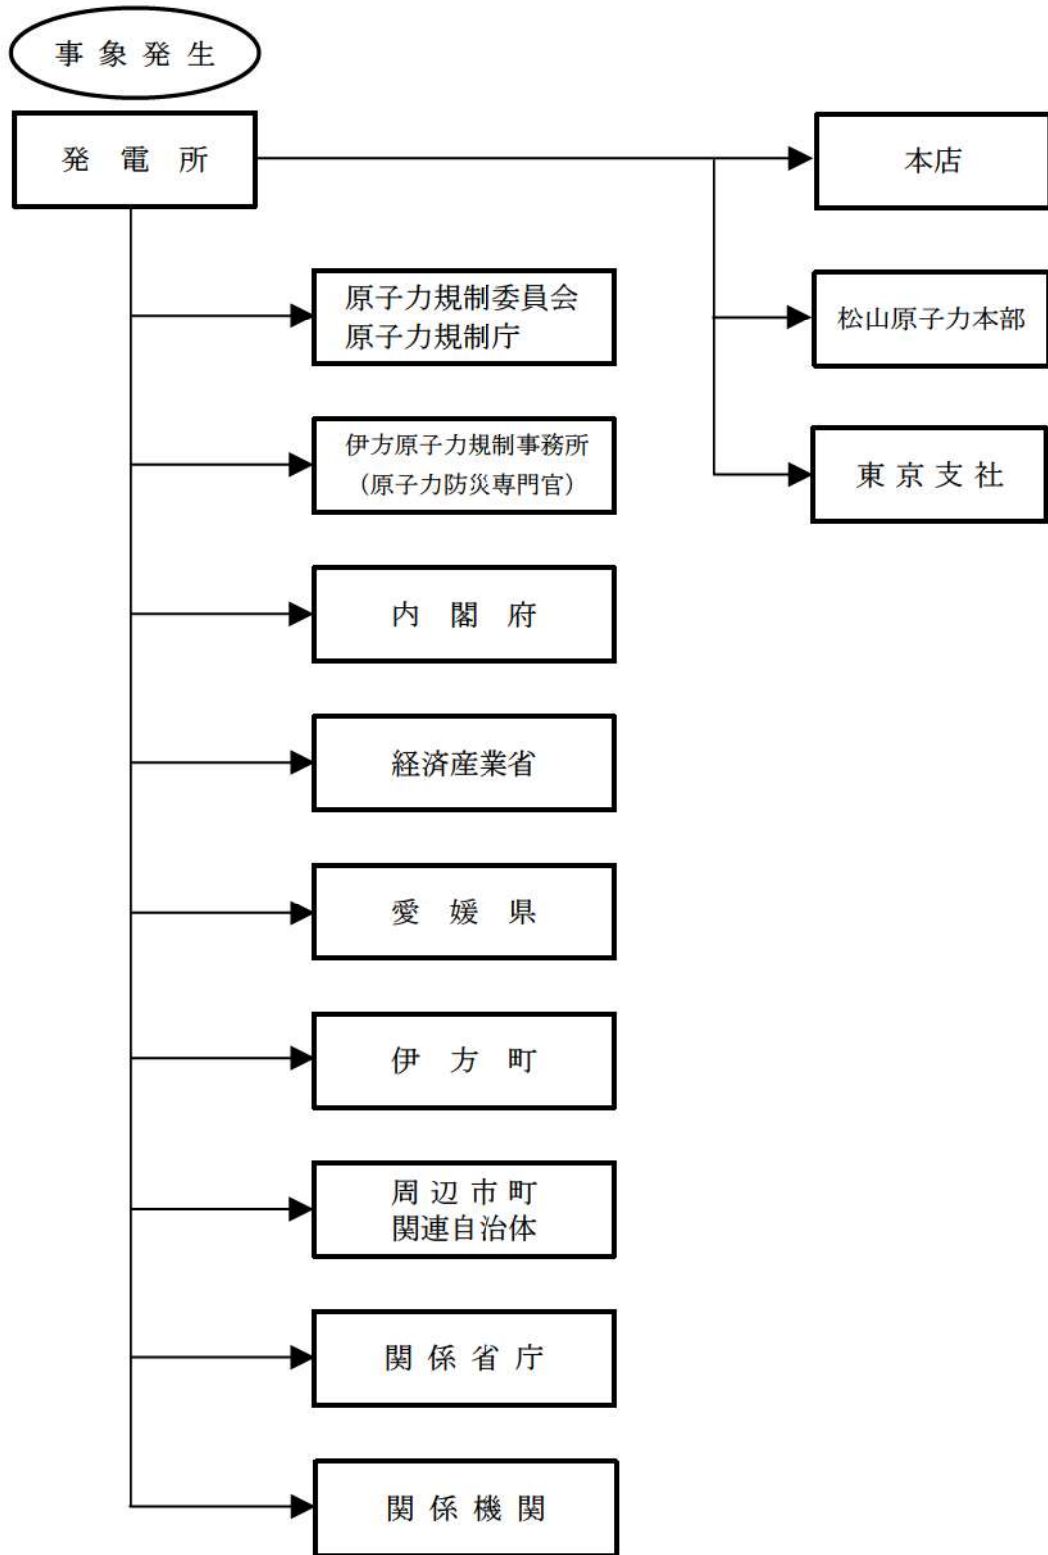 事象発生
発電所
本店
原子力規制委員会
原子力規制庁
松山原子力本部
伊方原子力規制事務所
（原子力防災専門官）
東京支社
内閣府
経済産業省
愛媛県
伊方町
周辺市町
関連自治体
関係省庁
関係機関